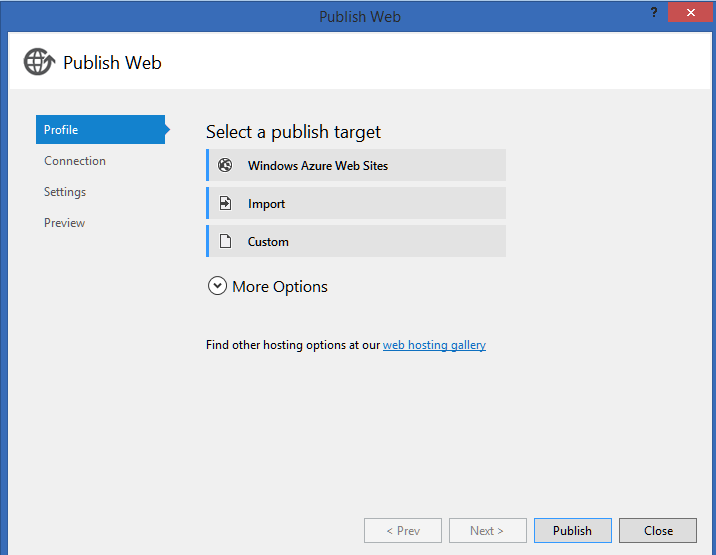 Publish Web
?
Publish Web
Profile
Connection
Settings
Preview
Select a publish target
Windows Azure Web Sites
Import
Custom
More Options
Find other hosting options at our web hosting gallery
< Prev
Next >
Publish
Close